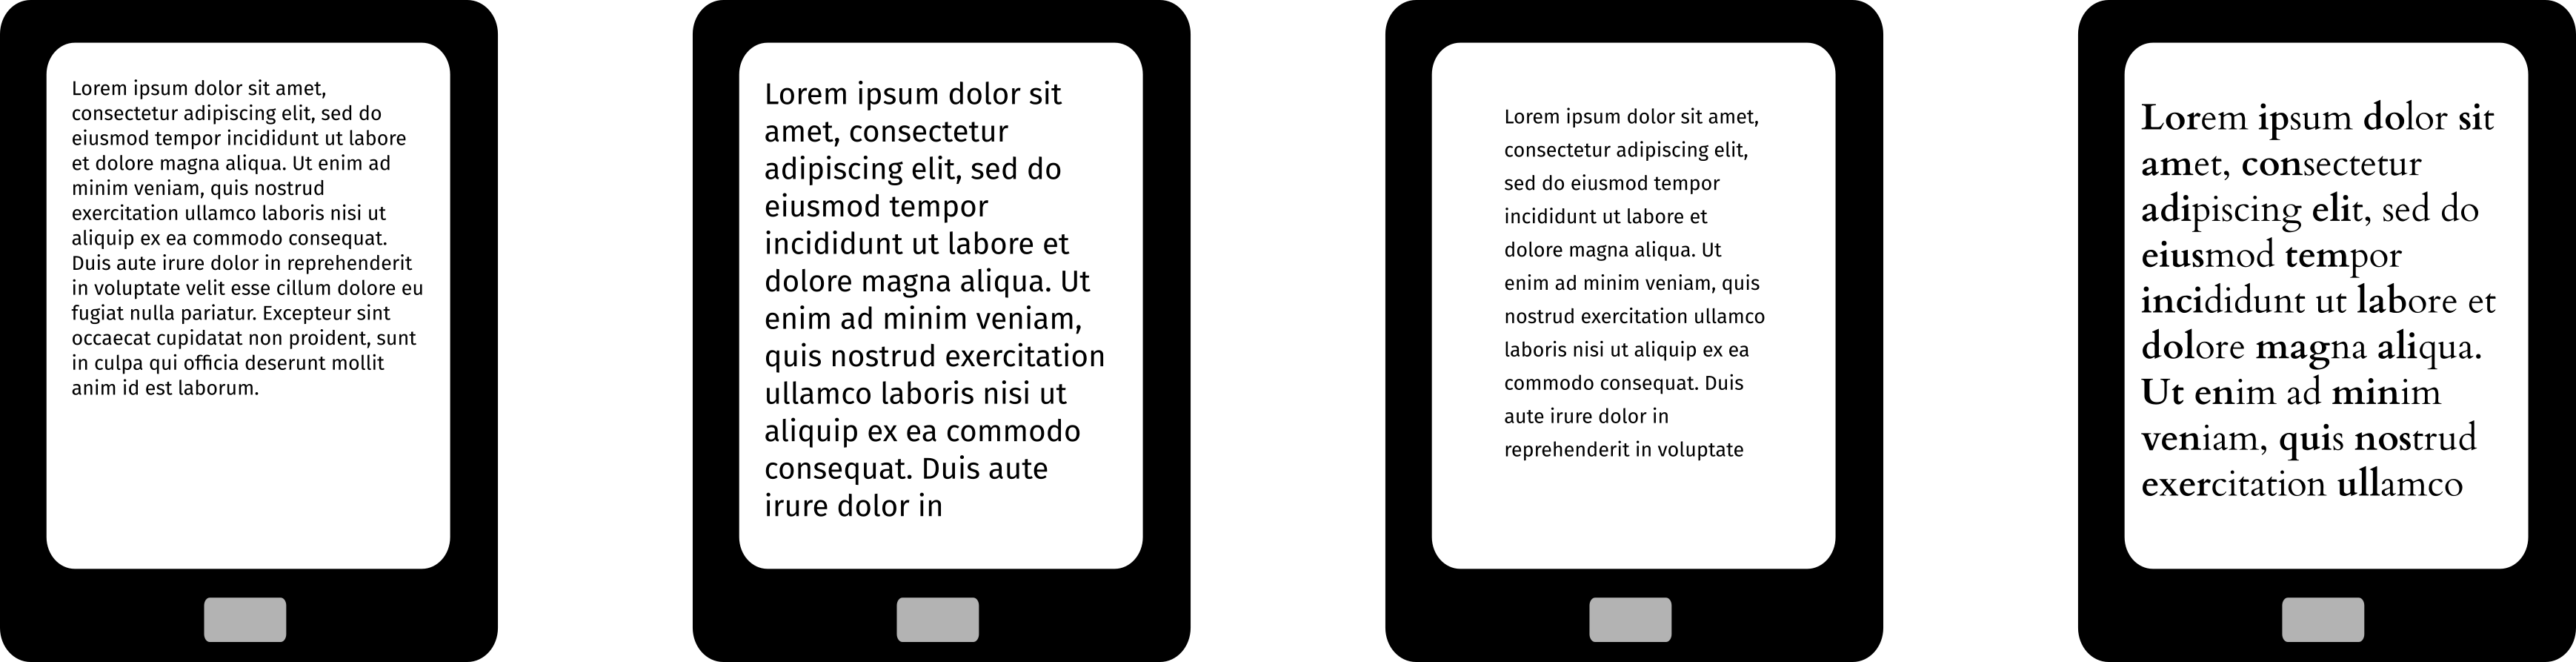 Lorem ipsum dolor sit amet,
consectetur adipiscing elit, sed do
eiusmod tempor incididunt ut labore
et dolore magna aliqua. Ut enim ad
minim veniam, quis nostrud
exercitation ullamco laboris nisi ut
aliquip ex ea commodo consequat.
Duis aute irure dolor in reprehenderit
in voluptate velit esse cillum dolore eu
fugiat nulla pariatur. Excepteur sint
occaecat cupidatat non proident, sunt
in culpa qui officia deserunt mollit
anim id est laborum.
Lorem ipsum dolor sit
amet, consectetur
adipiscing elit, sed do
eiusmod tempor
incididunt ut labore et
dolore magna aliqua. Ut
enim ad minim veniam,
quis nostrud exercitation
ullamco laboris nisi ut
aliquip ex ea commodo
consequat. Duis aute
irure dolor in
Lorem ipsum dolor sit amet,
consectetur adipiscing elit,
sed do eiusmod tempor
incididunt ut labore et
dolore magna aliqua. Ut
enim ad minim veniam, quis
nostrud exercitation ullamco
laboris nisi ut aliquip ex ea
commodo consequat. Duis
aute irure dolor in
reprehenderit in voluptate
Lorem ipsum dolor sit
amet, consectetur
adipiscing elit, sed do
eiusmod tempor
incididunt ut labore et
dolore magna aliqua.
Ut enim ad minim
veniam, quis nostrud
exercitation ullamco